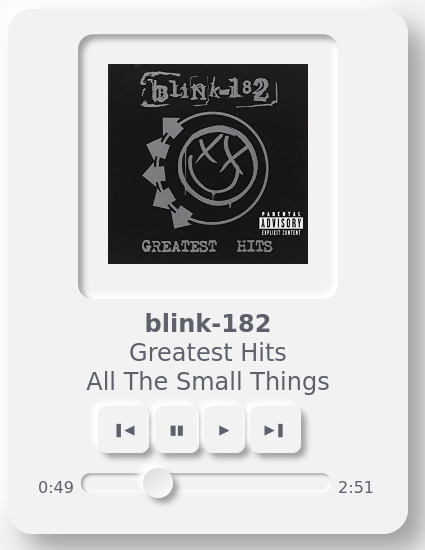 blink-182
PARENTAL
ADVISORY
EXPLICIT CONTENT
GREATEST HITS
blink-182
Greatest Hits
All The Small Things
0:49 2:51